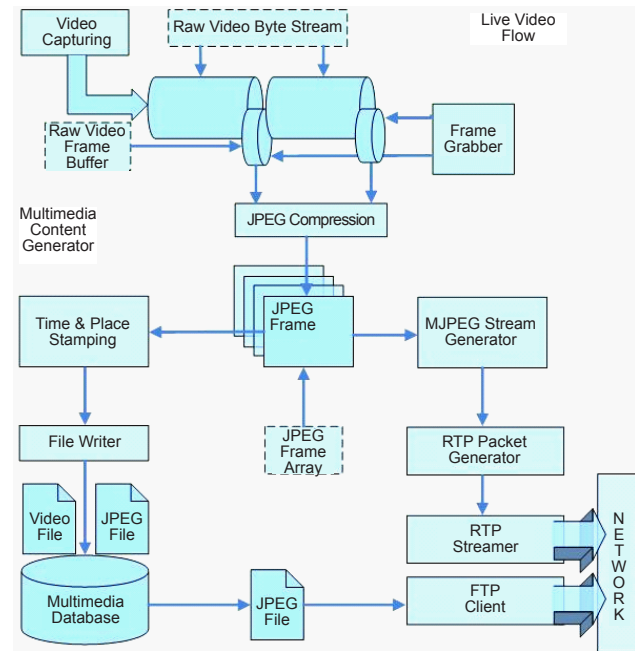 Video
Capturing
Raw Video Byte Stream
Live Video
Flow
Raw Video
Frame
Buffer
Frame
Grabber
Multimedia
Content
Generator
JPEG Compression
JPEG
Frame
Time & Place
Stamping
MJPEG Stream
Generator
File Writer
JPEG
Frame
Array
RTP Packet
Generator
Video
File
JPEG
File
RTP
Streamer
Multimedia
Database
JPEG
File
FTP
Client
NETWORK